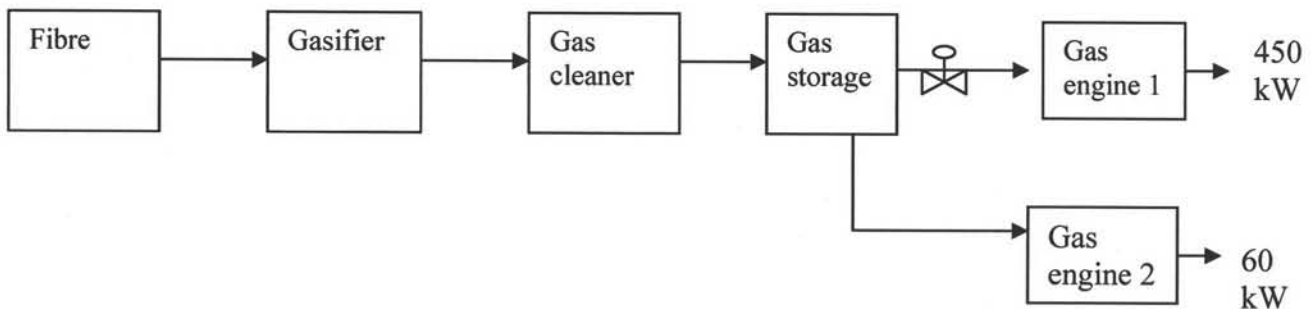 Fibre
Gasifier
Gas
cleaner
Gas
storage
Gas
engine 1
450
kW
Gas
engine 2
60
kW